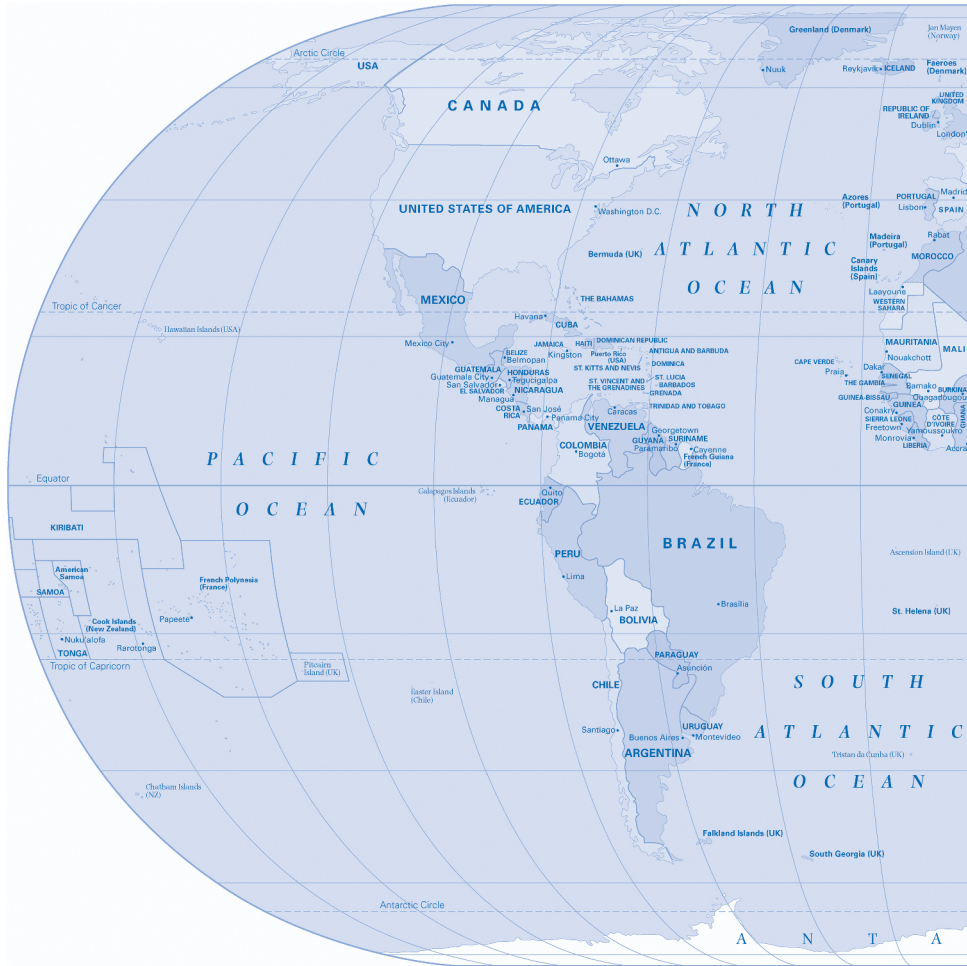 Greenland (Denmark)
Jan Mayen
(Norway)
Arctic Circle
USA
Nuuk
Reykjavik
ICELAND
Faeroes
(Denmark)
CANADA
UNITED
KINGDOM
REPUBLIC OF
IRELAND
Dublin
London
Ottawa
UNITED STATES OF AMERICA
Washington D.C.
NORTH
ATLANTIC
OCEAN
Azores
(Portugal)
PORTUGAL
Lisbon
Madrid
SPAIN
Madeira
(Portugal)
Rabat
MOROCCO
Bermuda (UK)
Canary
Islands
(Spain)
Laayoune
WESTERN
SAHARA
MEXICO
THE BAHAMAS
Tropic of Cancer
Hawaiian Islands (USA)
Havana
CUBA
Mexico City
JAMAICA
Kingston
HAITI
DOMINICAN REPUBLIC
Puerto Rico
(USA)
ANTIGUA AND BARBUDA
ST. KITTS AND NEVIS
DOMINICA
BELIZE
Belmopan
GUATEMALA
Guatemala City
HONDURAS
Tegucigalpa
San Salvador
EL SALVADOR
NICARAGUA
Managua
ST. VINCENT AND
THE GRENADINES
ST. LUCIA
BARBADOS
GRENADA
COSTA
RICA
San José
Panama City
PANAMA
TRINIDAD AND TOBAGO
Caracas
VENEZUELA
MAURITANIA
MALI
Nouakchott
CAPE VERDE
Praia
Dakar
SENEGAL
THE GAMBIA
Bamako
BURKINA
Ouagadougou
GUINEA-BISSAU
GUINEA
Conakry
SIERRA LEONE
Freetown
CÔTE
D'IVOIRE
Yamoussoukro
GHANA
Monrovia
LIBERIA
Accra
Georgetown
GUYANA
SURINAME
Paramaribo
Cayenne
French Guiana
(France)
COLOMBIA
Bogotá
PACIFIC
OCEAN
Equator
Galapagos Islands
(Ecuador)
Quito
ECUADOR
KIRIBATI
PERU
BRAZIL
Ascension Island (UK)
American
Samoa
SAMOA
French Polynesia
(France)
Lima
Brasília
La Paz
BOLIVIA
St. Helena (UK)
Papeete
Cook Islands
(New Zealand)
Nuku'alofa
Rarotonga
TONGA
Tropic of Capricorn
Pitcairn
Island (UK)
PARAGUAY
Asunción
Easter Island
(Chile)
CHILE
SOUTH
ATLANTIC
OCEAN
Santiago
URUGUAY
Buenos Aires
Montevideo
ARGENTINA
Tristan da Cunha (UK)
Chatham Islands
(NZ)
Falkland Islands (UK)
South Georgia (UK)
Antarctic Circle
ANTA